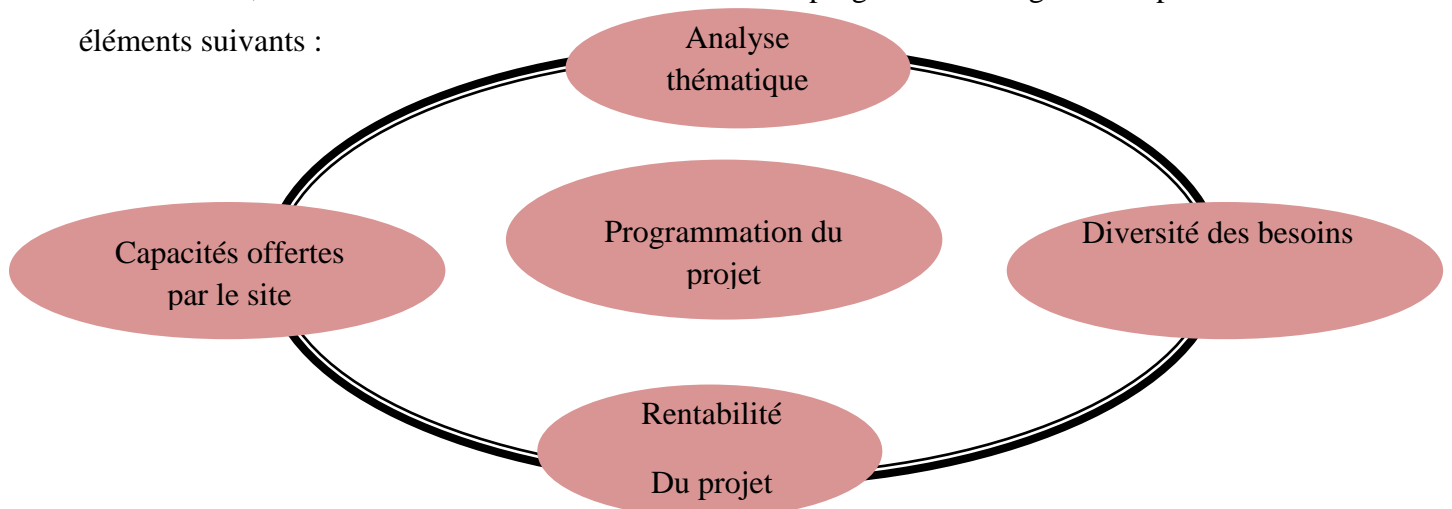 éléments suivants :
Analyse
thématique
Capacités offertes
par le site
Programmation du
projet
Diversité des besoins
Rentabilité
Du projet